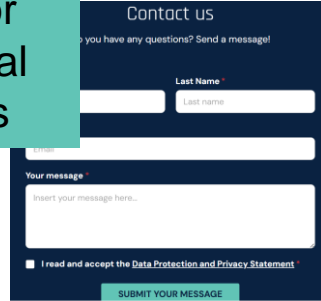 or
al
s
Contact us
you have any questions? Send a message!
Last Name *
Last name
Email
Your message *
Insert your message here...
I read and accept the Data Protection and Privacy Statement *
SUBMIT YOUR MESSAGE